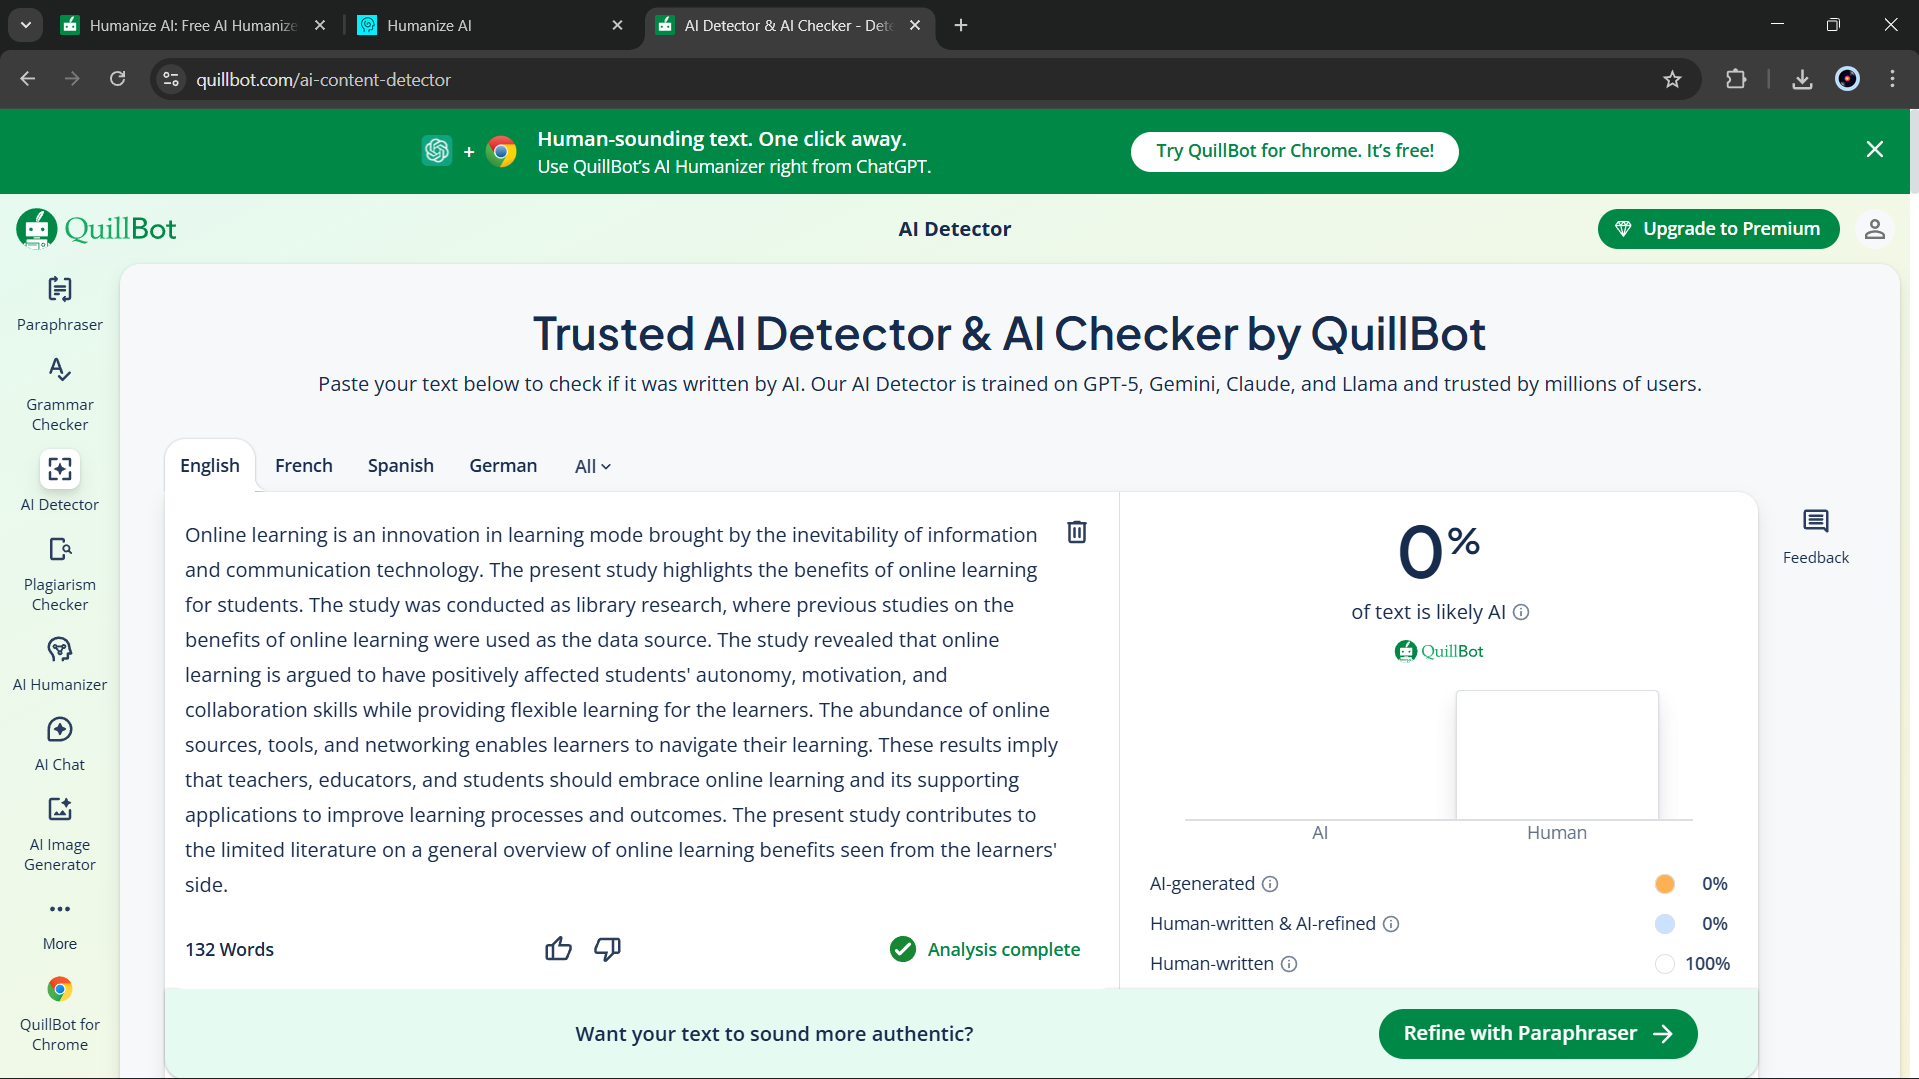 Humanize AI: Free AI Humanize
Humanize AI
AI Detector & AI Checker - Dete
quillbot.com/ai-content-detector
+
Human-sounding text. One click away.
Use QuillBot’s AI Humanizer right from ChatGPT.
Try QuillBot for Chrome. It’s free!
QuillBot
AI Detector
Upgrade to Premium
Paraphraser
Grammar
Checker
AI Detector
Plagiarism
Checker
AI Humanizer
AI Chat
AI Image
Generator
More
QuillBot for
Chrome
Trusted AI Detector & AI Checker by QuillBot
Paste your text below to check if it was written by AI. Our AI Detector is trained on GPT-5, Gemini, Claude, and Llama and trusted by millions of users.
English French Spanish German All
Online learning is an innovation in learning mode brought by the inevitability of information
and communication technology. The present study highlights the benefits of online learning
for students. The study was conducted as library research, where previous studies on the
benefits of online learning were used as the data source. The study revealed that online
learning is argued to have positively affected students' autonomy, motivation, and
collaboration skills while providing flexible learning for the learners. The abundance of online
sources, tools, and networking enables learners to navigate their learning. These results imply
that teachers, educators, and students should embrace online learning and its supporting
applications to improve learning processes and outcomes. The present study contributes to
the limited literature on a general overview of online learning benefits seen from the learners'
side.
132 Words
Analysis complete
0%
of text is likely AI
QuillBot
AI
Human
AI-generated 0%
Human-written & AI-refined 0%
Human-written 100%
Feedback
Want your text to sound more authentic?
Refine with Paraphraser